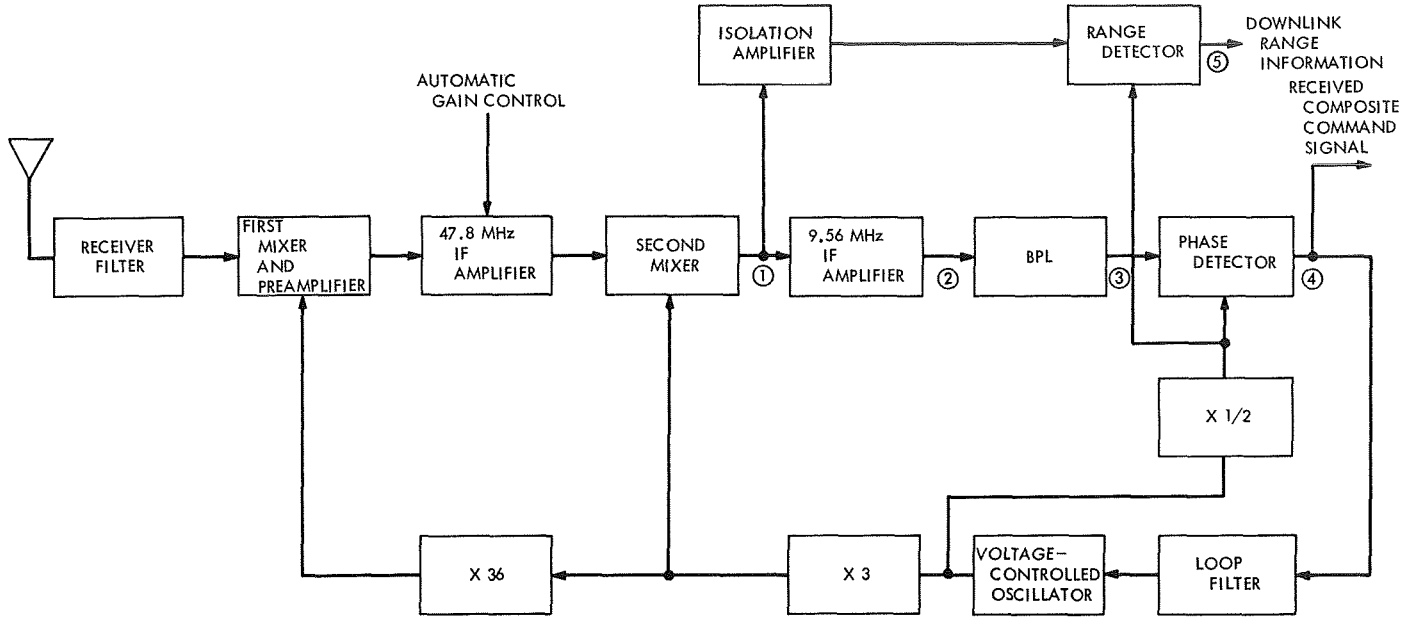 ISOLATION
AMPLIFIER
RANGE
DETECTOR
⑤
DOWNLINK
RANGE
INFORMATION
RECEIVED
COMPOSITE
COMMAND
SIGNAL
AUTOMATIC
GAIN CONTROL
RECEIVER
FILTER
FIRST
MIXER
AND
PREAMPLIFIER
47.8 MHz
IF
AMPLIFIER
SECOND
MIXER
①
9.56 MHz
IF
AMPLIFIER
②
BPL
③
PHASE
DETECTOR
④
X 1/2
X 36
X 3
VOLTAGE-
CONTROLLED
OSCILLATOR
LOOP
FILTER